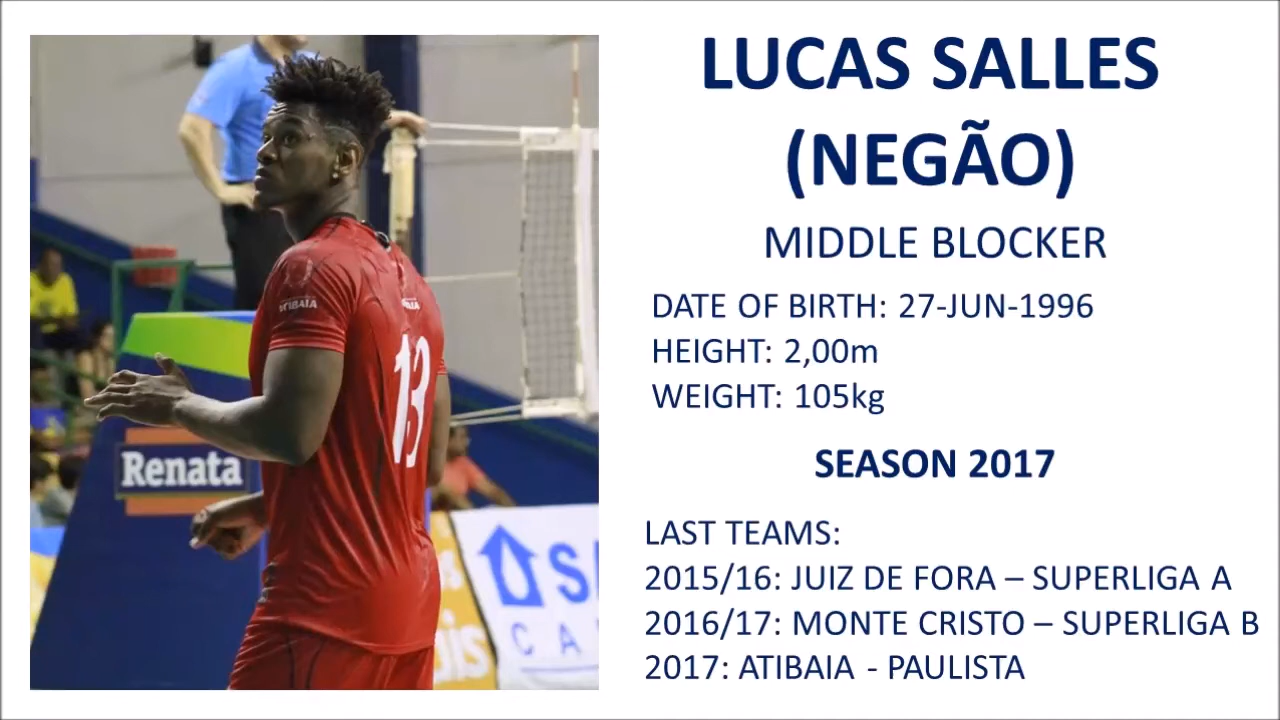 LUCAS SALLES
(NEGÃO)
MIDDLE BLOCKER
DATE OF BIRTH: 27-JUN-1996
HEIGHT: 2,00m
WEIGHT: 105kg
SEASON 2017
LAST TEAMS:
2015/16: JUIZ DE FORA – SUPERLIGA A
2016/17: MONTE CRISTO – SUPERLIGA B
2017: ATIBAIA - PAULISTA
ATIBAIA
13
Renata